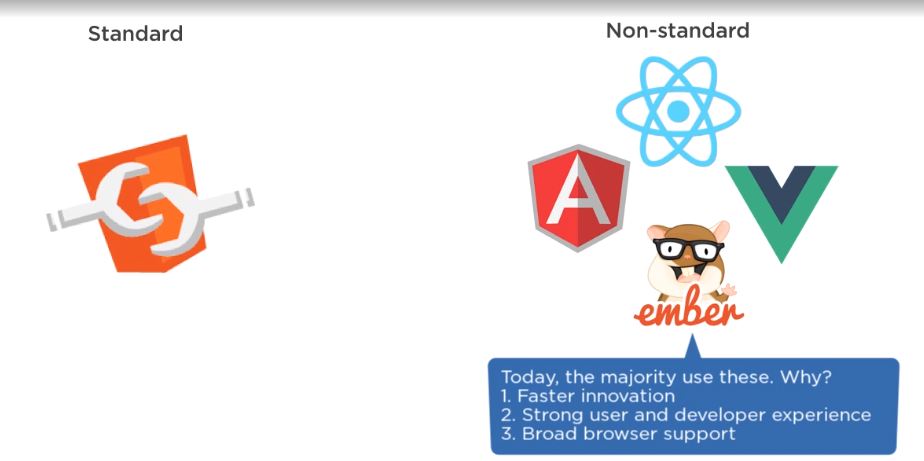 Standard
Non-standard
A
ember
Today, the majority use these. Why?
1. Faster innovation
2. Strong user and developer experience
3. Broad browser support